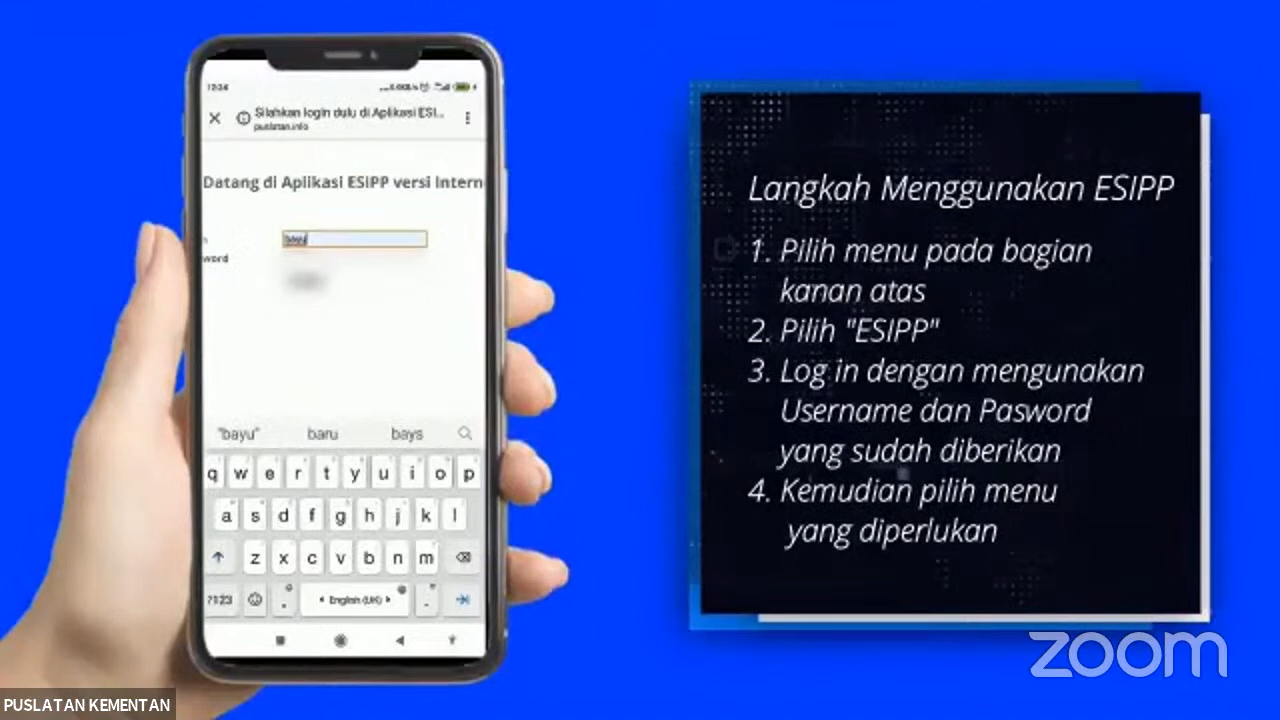 12:34
Silahkan login dulu di Aplikasi ESI...
puslatan.info
Datang di Aplikasi ESIPP versi Intern
word
"bayu" baru bays
q w e r t y u i o p
a s d f g h j k l
z x c v b n m
?123 English (UK)
Langkah Menggunakan ESIPP
1. Pilih menu pada bagian
kanan atas
2. Pilih "ESIPP"
3. Log in dengan mengunakan
Username dan Pasword
yang sudah diberikan
4. Kemudian pilih menu
yang diperlukan
zoom
PUSLATAN KEMENTAN